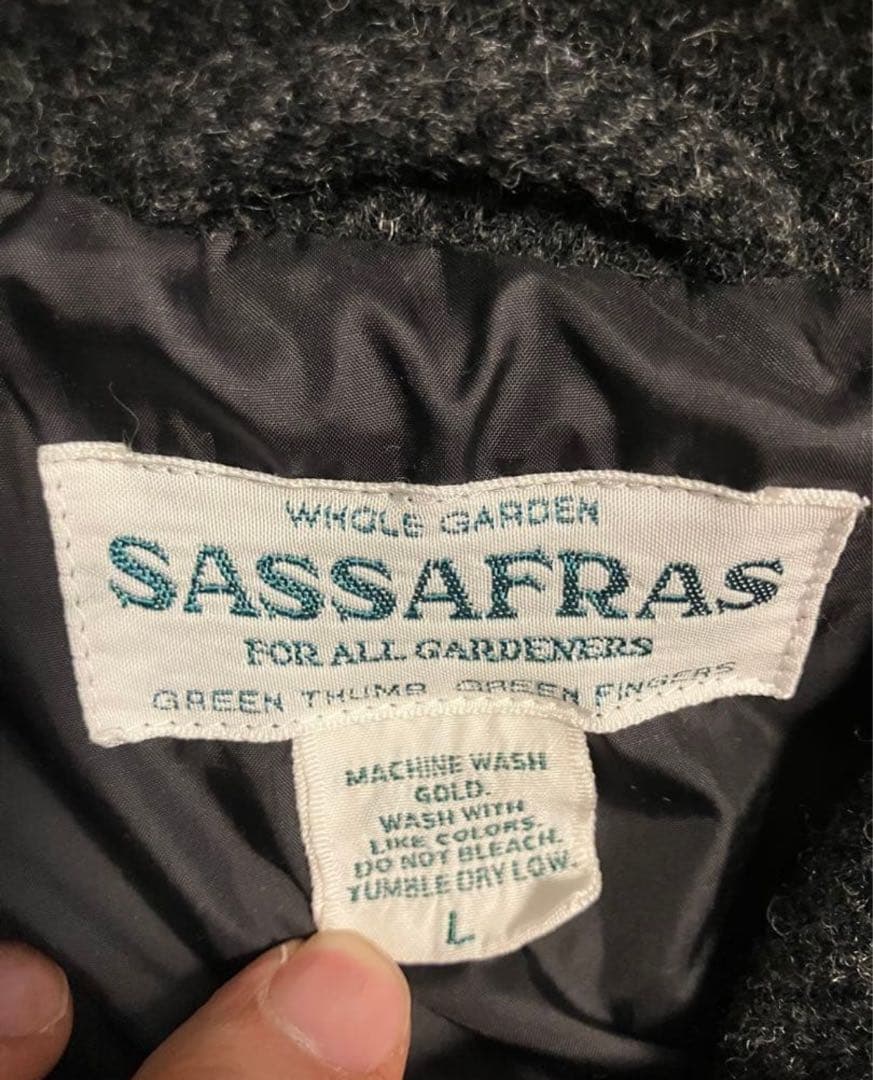 WHOLE GARDEN
SASSAFRAS
FOR ALL GARDENERS
GREEN THUMB GREEN FINGERS
MACHINE WASH
GOLD.
WASH WITH
LIKE COLORS.
DO NOT BLEACH.
TUMBLE DRY LOW.
L